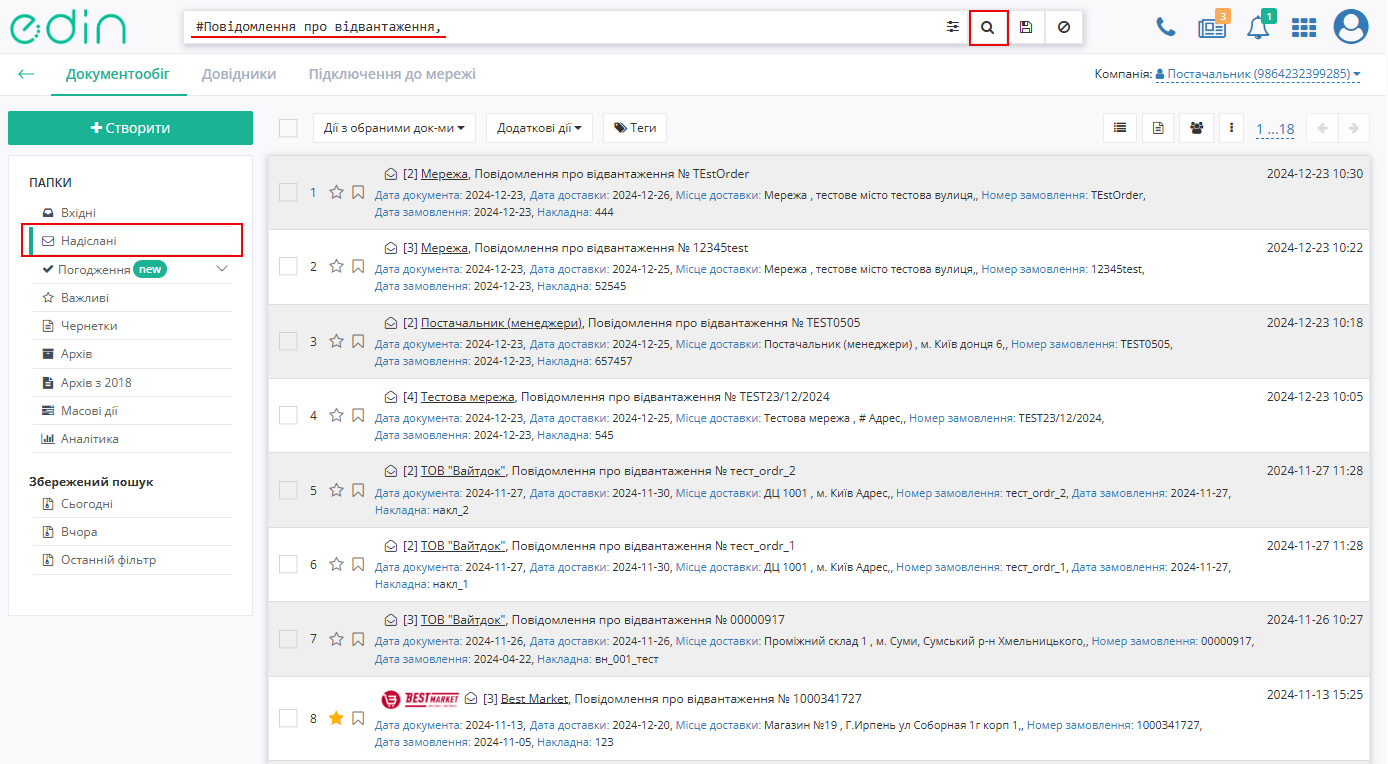 edin
#Повідомлення про відвантаження,
3
1
Документообіг
Довідники
Підключення до мережі
Компанія: Постачальник (9864232399285)
Створити
Дії з обраними док-ми
Додаткові дії
Теги
1 ...18
ПАПКИ
Вхідні
Надіслані
Погодження new
Важливі
Чернетки
Архів
Архів з 2018
Масові дії
Аналітика
Збережений пошук
Сьогодні
Вчора
Останній фільтр
[2] Мережа, Повідомлення про відвантаження № TEstOrder
2024-12-23 10:30
1
Дата документа: 2024-12-23, Дата доставки: 2024-12-26, Місце доставки: Мережа , тестове місто тестова вулиця,, Номер замовлення: TEstOrder,
Дата замовлення: 2024-12-23, Накладна: 444
[3] Мережа, Повідомлення про відвантаження № 12345test
2024-12-23 10:22
2
Дата документа: 2024-12-23, Дата доставки: 2024-12-25, Місце доставки: Мережа , тестове місто тестова вулиця,, Номер замовлення: 12345test,
Дата замовлення: 2024-12-23, Накладна: 52545
[2] Постачальник (менеджери), Повідомлення про відвантаження № TEST0505
2024-12-23 10:18
3
Дата документа: 2024-12-23, Дата доставки: 2024-12-25, Місце доставки: Постачальник (менеджери) , м. Київ донця 6,, Номер замовлення: TEST0505,
Дата замовлення: 2024-12-23, Накладна: 657457
[4] Тестова мережа, Повідомлення про відвантаження № TEST23/12/2024
2024-12-23 10:05
4
Дата документа: 2024-12-23, Дата доставки: 2024-12-25, Місце доставки: Тестова мережа , # Адрес,, Номер замовлення: TEST23/12/2024,
Дата замовлення: 2024-12-23, Накладна: 545
[2] ТОВ "Вайтдок", Повідомлення про відвантаження № тест_ordr_2
2024-11-27 11:28
5
Дата документа: 2024-11-27, Дата доставки: 2024-11-30, Місце доставки: ДЦ 1001 , м. Київ Адрес,, Номер замовлення: тест_ordr_2, Дата замовлення: 2024-11-27,
Накладна: накл_2
[2] ТОВ "Вайтдок", Повідомлення про відвантаження № тест_ordr_1
2024-11-27 11:28
6
Дата документа: 2024-11-27, Дата доставки: 2024-11-30, Місце доставки: ДЦ 1001 , м. Київ Адрес,, Номер замовлення: тест_ordr_1, Дата замовлення: 2024-11-27,
Накладна: накл_1
[3] ТОВ "Вайтдок", Повідомлення про відвантаження № 00000917
2024-11-26 10:27
7
Дата документа: 2024-11-26, Дата доставки: 2024-11-26, Місце доставки: Проміжний склад 1 , м. Суми, Сумський р-н Хмельницького,, Номер замовлення: 00000917,
Дата замовлення: 2024-04-22, Накладна: вн_001_тест
BESTMARKET [3] Best Market, Повідомлення про відвантаження № 1000341727
2024-11-13 15:25
8
Дата документа: 2024-11-13, Дата доставки: 2024-12-20, Місце доставки: Магазин №19 , Г.Ирпень ул Соборная 1г корп 1,, Номер замовлення: 1000341727,
Дата замовлення: 2024-11-05, Накладна: 123